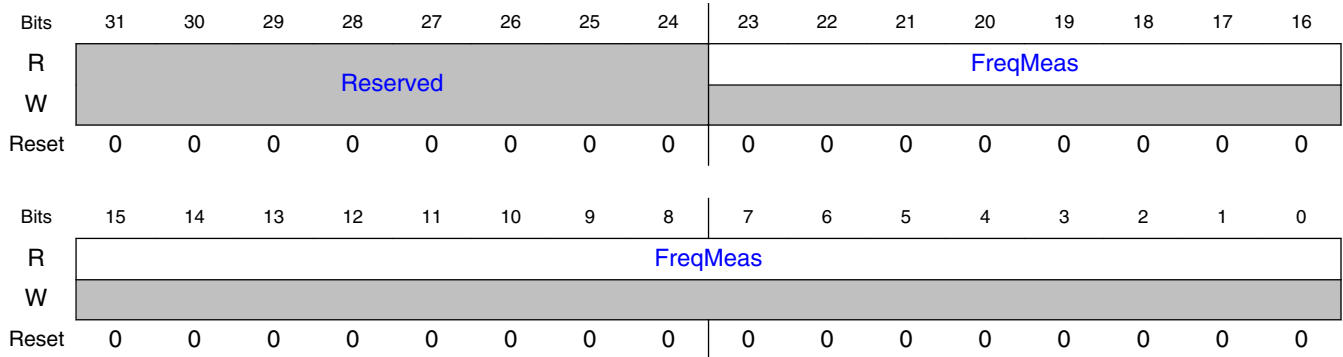 Bits 31 30 29 28 27 26 25 24 23 22 21 20 19 18 17 16
R Reserved FreqMeas
W
Reset 0 0 0 0 0 0 0 0 0 0 0 0 0 0 0 0
Bits 15 14 13 12 11 10 9 8 7 6 5 4 3 2 1 0
R FreqMeas
W
Reset 0 0 0 0 0 0 0 0 0 0 0 0 0 0 0 0